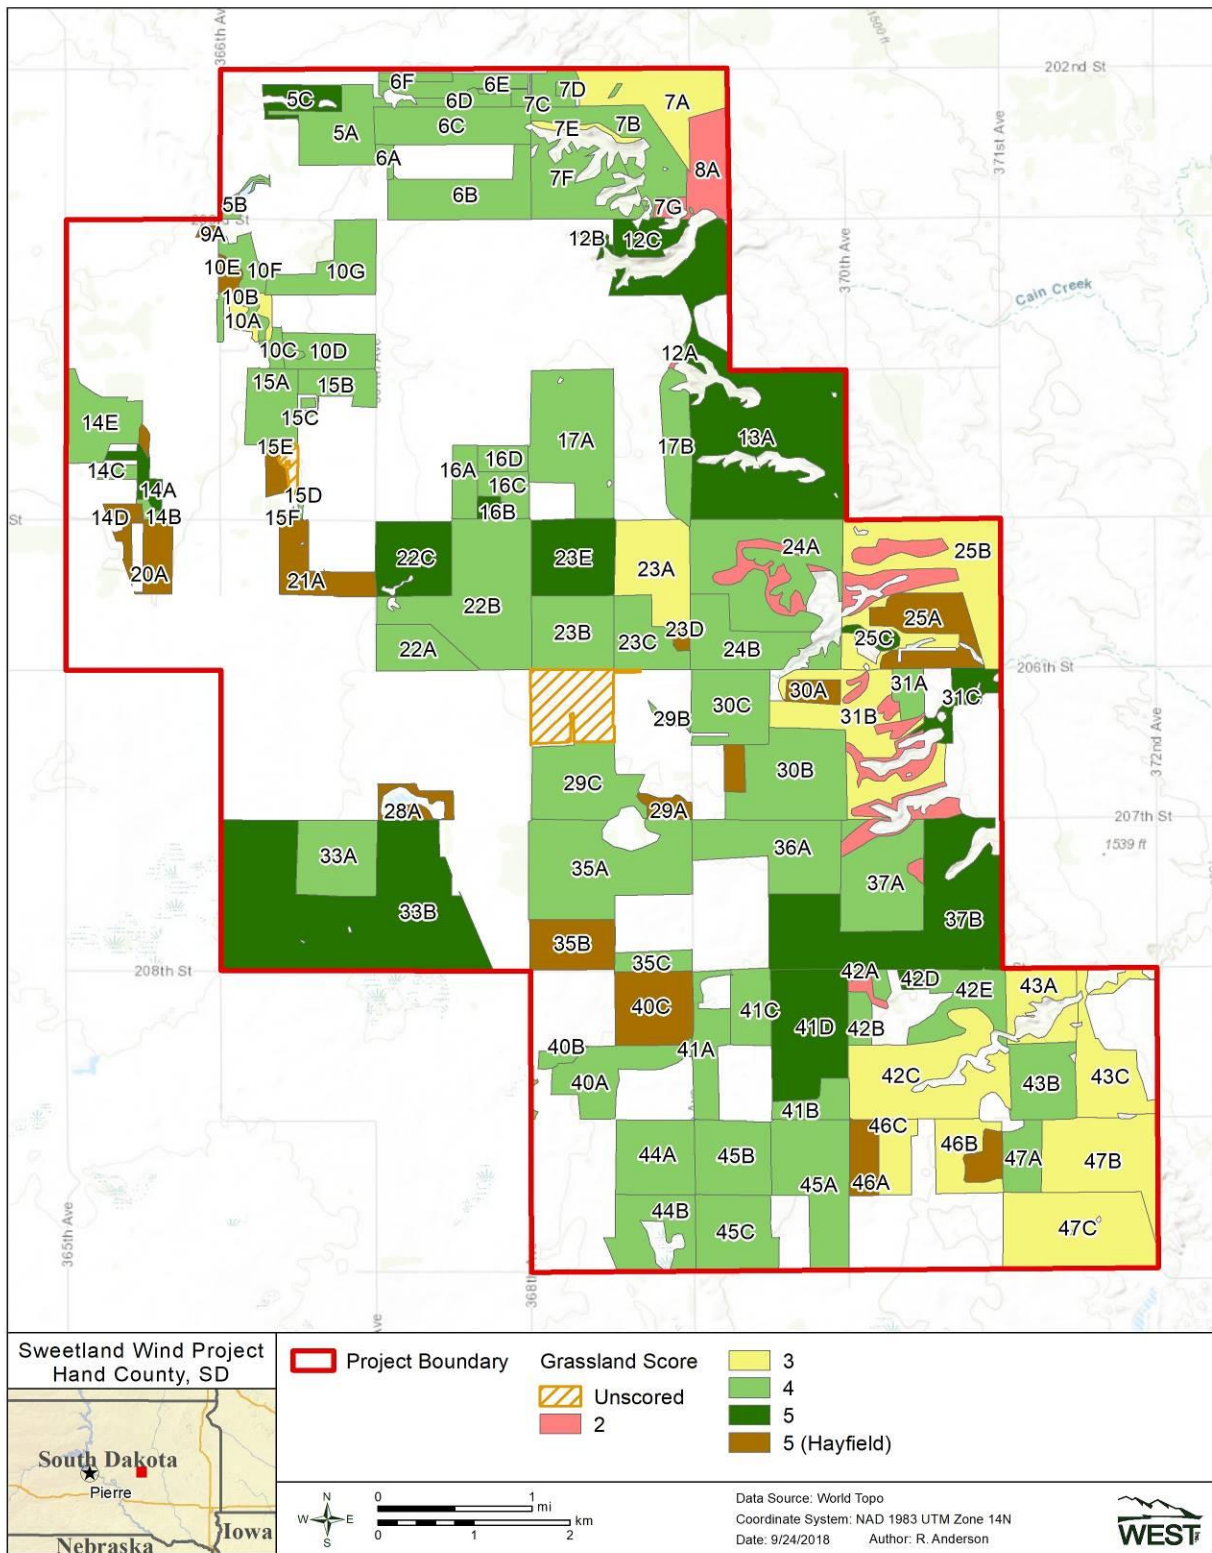 366th Ave
1500 ft
202nd St
6F
6E
7D
5C
6D
7C
7A
5A
6C
7E
7B
371st Ave
6A
7F
8A
6B
5B
7G
9A
12B
12C
10E
10F
10G
370th Ave
10B
10A
Cain Creek
10C
10D
12A
15A
15B
14E
15C
17A
17B
13A
15E
16D
16A
14C
16C
14A
15D
16B
St
14D
14B
15F
24A
25B
22C
23E
23A
20A
21A
22B
25A
23B
23C
23D
25C
22A
24B
206th St
31A
30A
31C
30C
29B
31B
372nd Ave
29C
30B
28A
29A
207th St
33A
36A
1539 ft
35A
37A
33B
37B
35B
35C
208th St
42A
42D
43A
40C
41C
42E
41D
42B
40B
41A
40A
42C
43B
43C
41B
46C
44A
45B
46B
47A
47B
45A
46A
365th Ave
44B
45C
47C
368th Ave
Sweetland Wind Project
Hand County, SD
Project Boundary
Grassland Score
Unscored
2
3
4
5
5 (Hayfield)
South Dakota
Pierre
Iowa
Nebraska
N
W
E
S
0
1
mi
km
0
1
2
Data Source: World Topo
Coordinate System: NAD 1983 UTM Zone 14N
Date: 9/24/2018
Author: R. Anderson
WEST